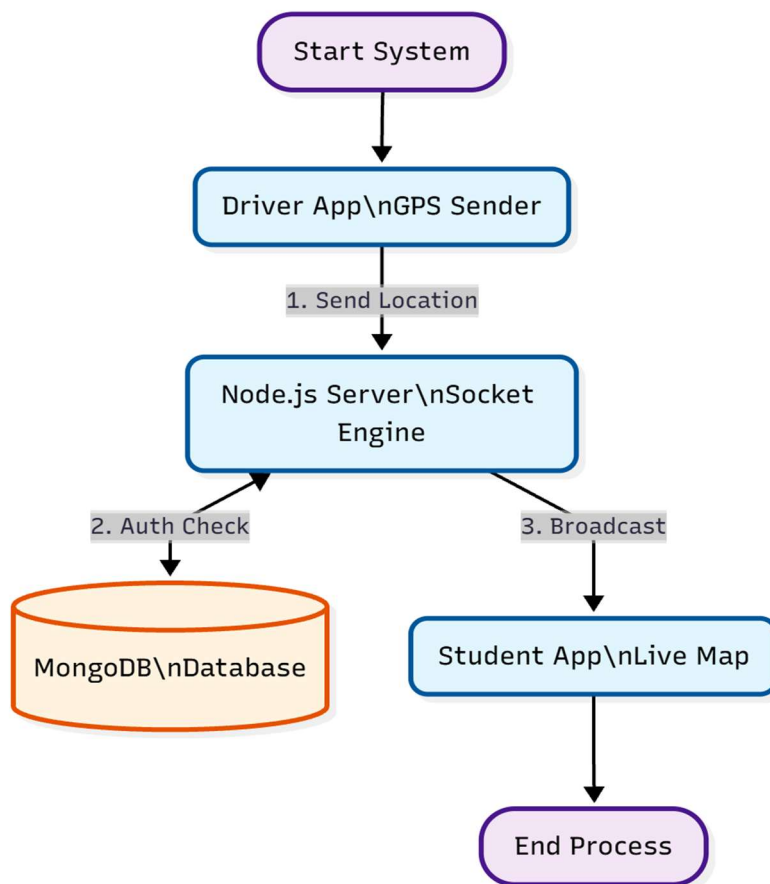 Start System
Driver App\nGPS Sender
1. Send Location
Node.js Server\nSocket
Engine
2. Auth Check
3. Broadcast
MongoDB\nDatabase
Student App\nLive Map
End Process